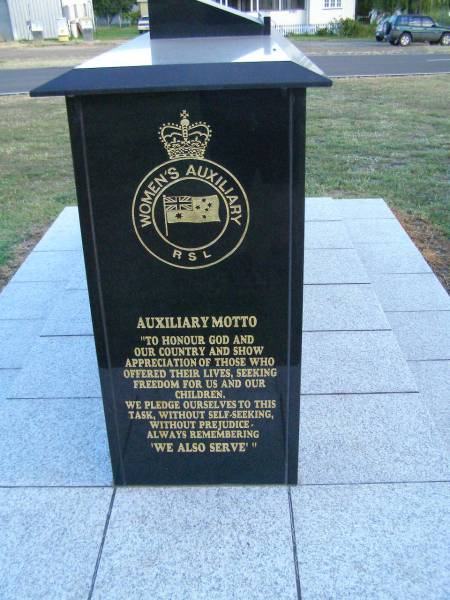 WOMEN'S AUXILIARY
RSL
AUXILIARY MOTTO
"TO HONOUR GOD AND
OUR COUNTRY AND SHOW
APPRECIATION OF THOSE WHO
OFFERED THEIR LIVES, SEEKING
FREEDOM FOR US AND OUR
CHILDREN.
WE PLEDGE OURSELVES TO THIS
TASK, WITHOUT SELF-SEEKING,
WITHOUT PREJUDICE-
ALWAYS REMEMBERING
'WE ALSO SERVE' "